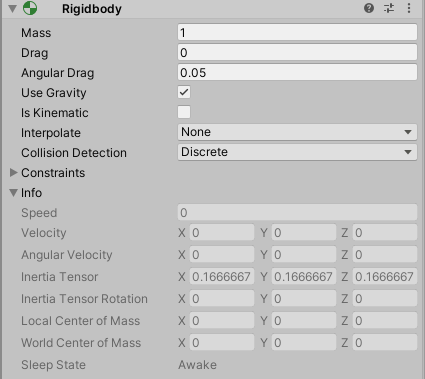 Rigidbody
Mass 1
Drag 0
Angular Drag 0.05
Use Gravity
Is Kinematic
Interpolate None
Collision Detection Discrete
Constraints
Info
Speed 0
Velocity X 0 Y 0 Z 0
Angular Velocity X 0 Y 0 Z 0
Inertia Tensor X 0.1666667 Y 0.1666667 Z 0.1666667
Inertia Tensor Rotation X 0 Y 0 Z 0
Local Center of Mass X 0 Y 0 Z 0
World Center of Mass X 0 Y 0 Z 0
Sleep State Awake